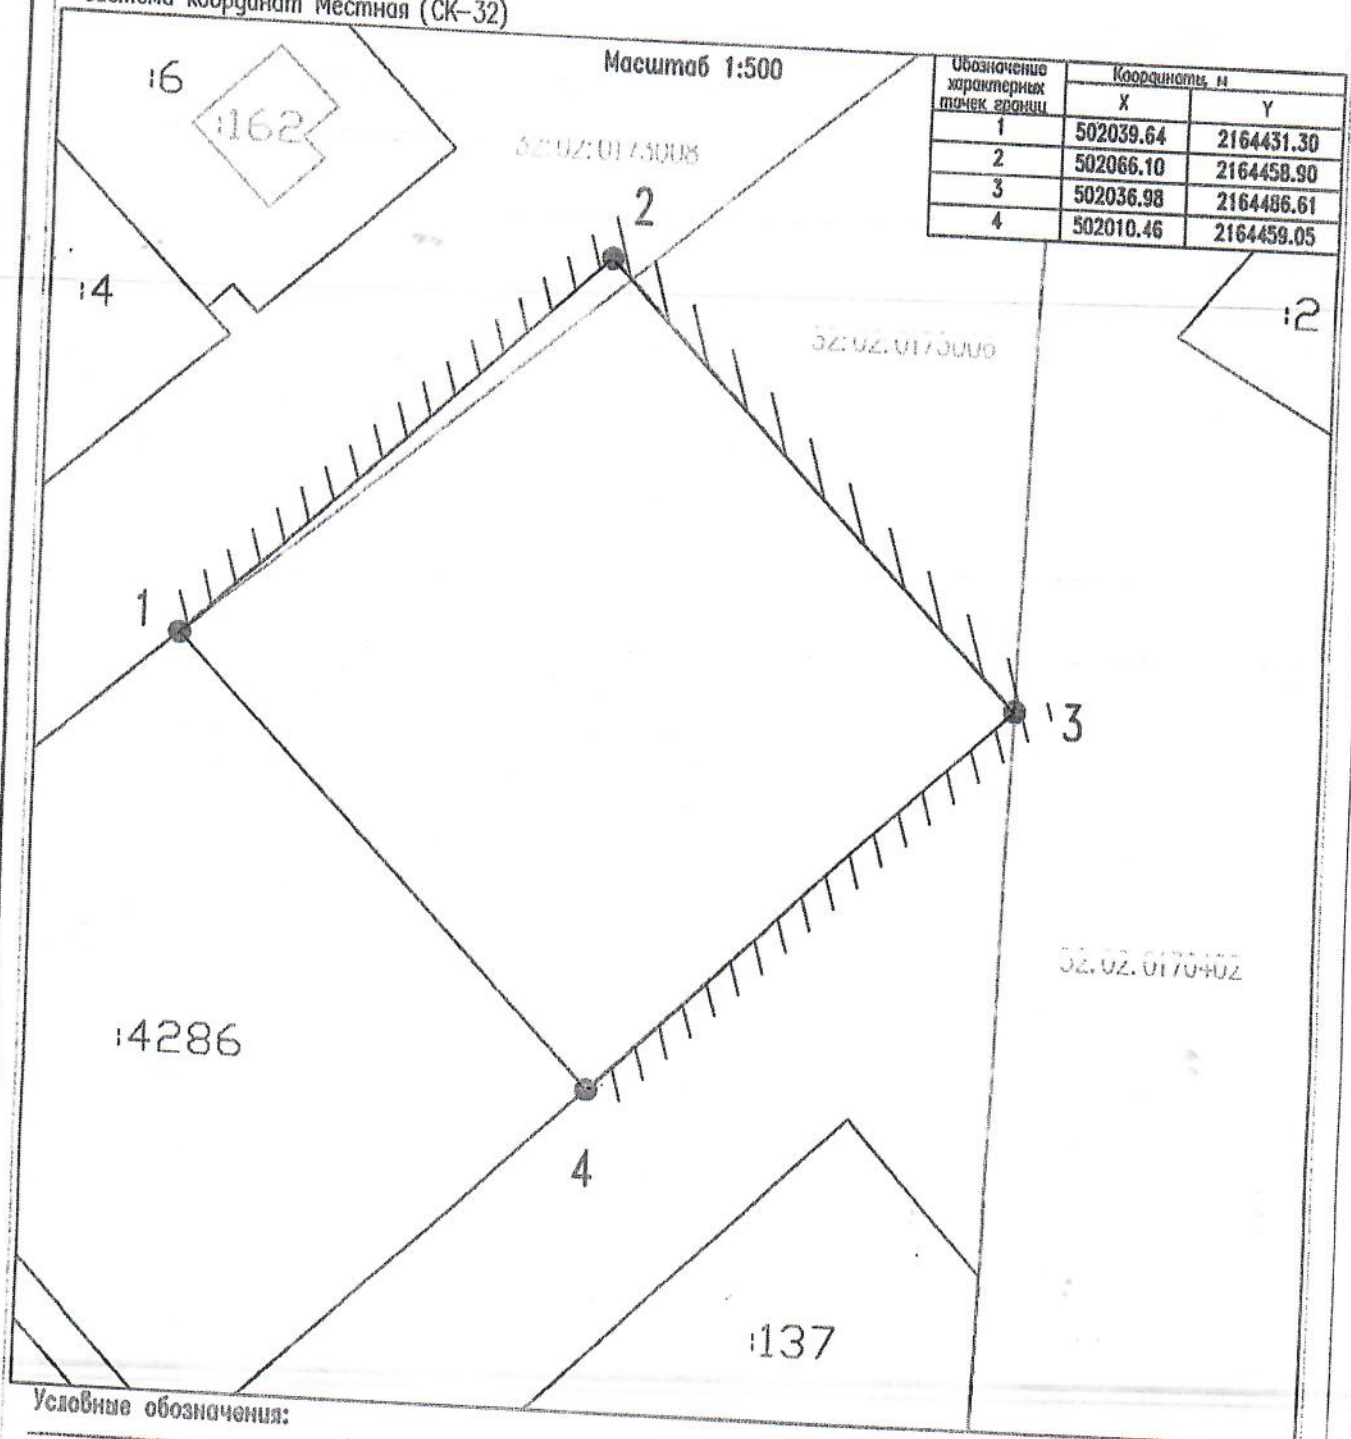 Система координат Местная (СК-32)
Масштаб 1:500
Обозначение характерных точек границ
Координаты, м
X Y
1 502039.64 2164431.30
2 502066.10 2164458.90
3 502036.98 2164486.61
4 502010.46 2164459.05
:6
:162
32:02:0173008
2
:4
:2
32:02:0173006
1
3
32:02:0170402
:4286
4
:137
Условные обозначения: